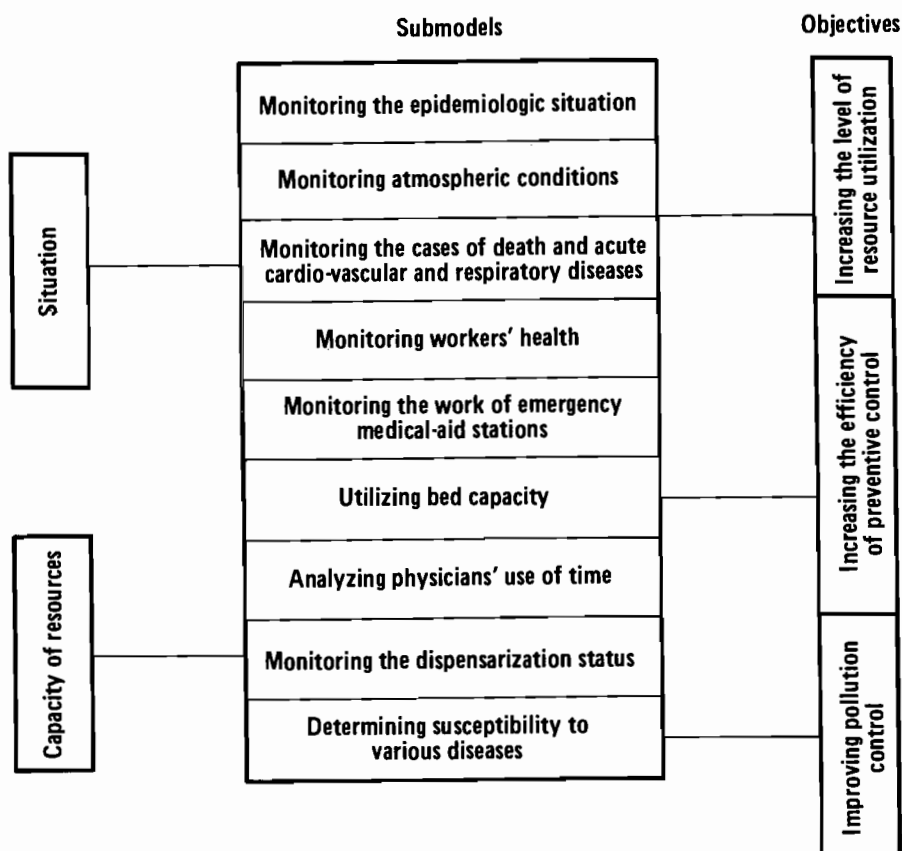 Submodels
Objectives
Monitoring the epidemiologic situation
Monitoring atmospheric conditions
Monitoring the cases of death and acute
cardio-vascular and respiratory diseases
Monitoring workers' health
Monitoring the work of emergency
medical-aid stations
Utilizing bed capacity
Analyzing physicians' use of time
Monitoring the dispensarization status
Determining susceptibility to
various diseases
Situation
Capacity of resources
Increasing the level of
resource utilization
Increasing the efficiency
of preventive control
Improving pollution
control